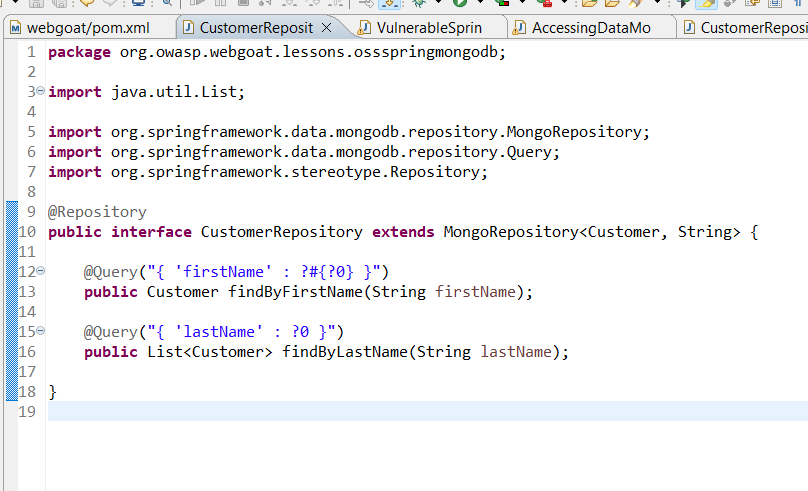 webgoat/pom.xml CustomerReposit VulnerableSprin AccessingDataMo CustomerReposi
1 package org.owasp.webgoat.lessons.ossspringmongodb;
2
3 import java.util.List;
4
5 import org.springframework.data.mongodb.repository.MongoRepository;
6 import org.springframework.data.mongodb.repository.Query;
7 import org.springframework.stereotype.Repository;
8
9 @Repository
10 public interface CustomerRepository extends MongoRepository<Customer, String> {
11
12 @Query("{ 'firstName' : ?#{?0} }")
13 public Customer findByFirstName(String firstName);
14
15 @Query("{ 'lastName' : ?0 }")
16 public List<Customer> findByLastName(String lastName);
17
18 }
19